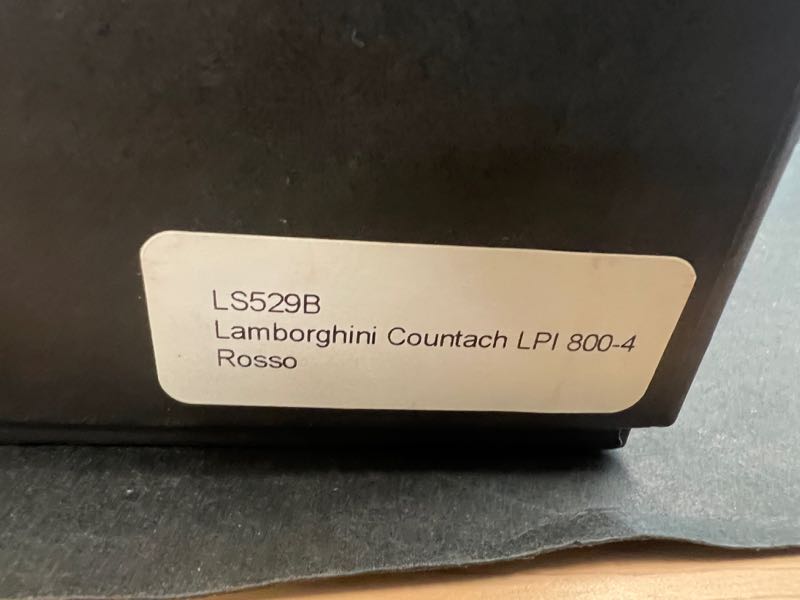 LS529B
Lamborghini Countach LPI 800-4
Rosso